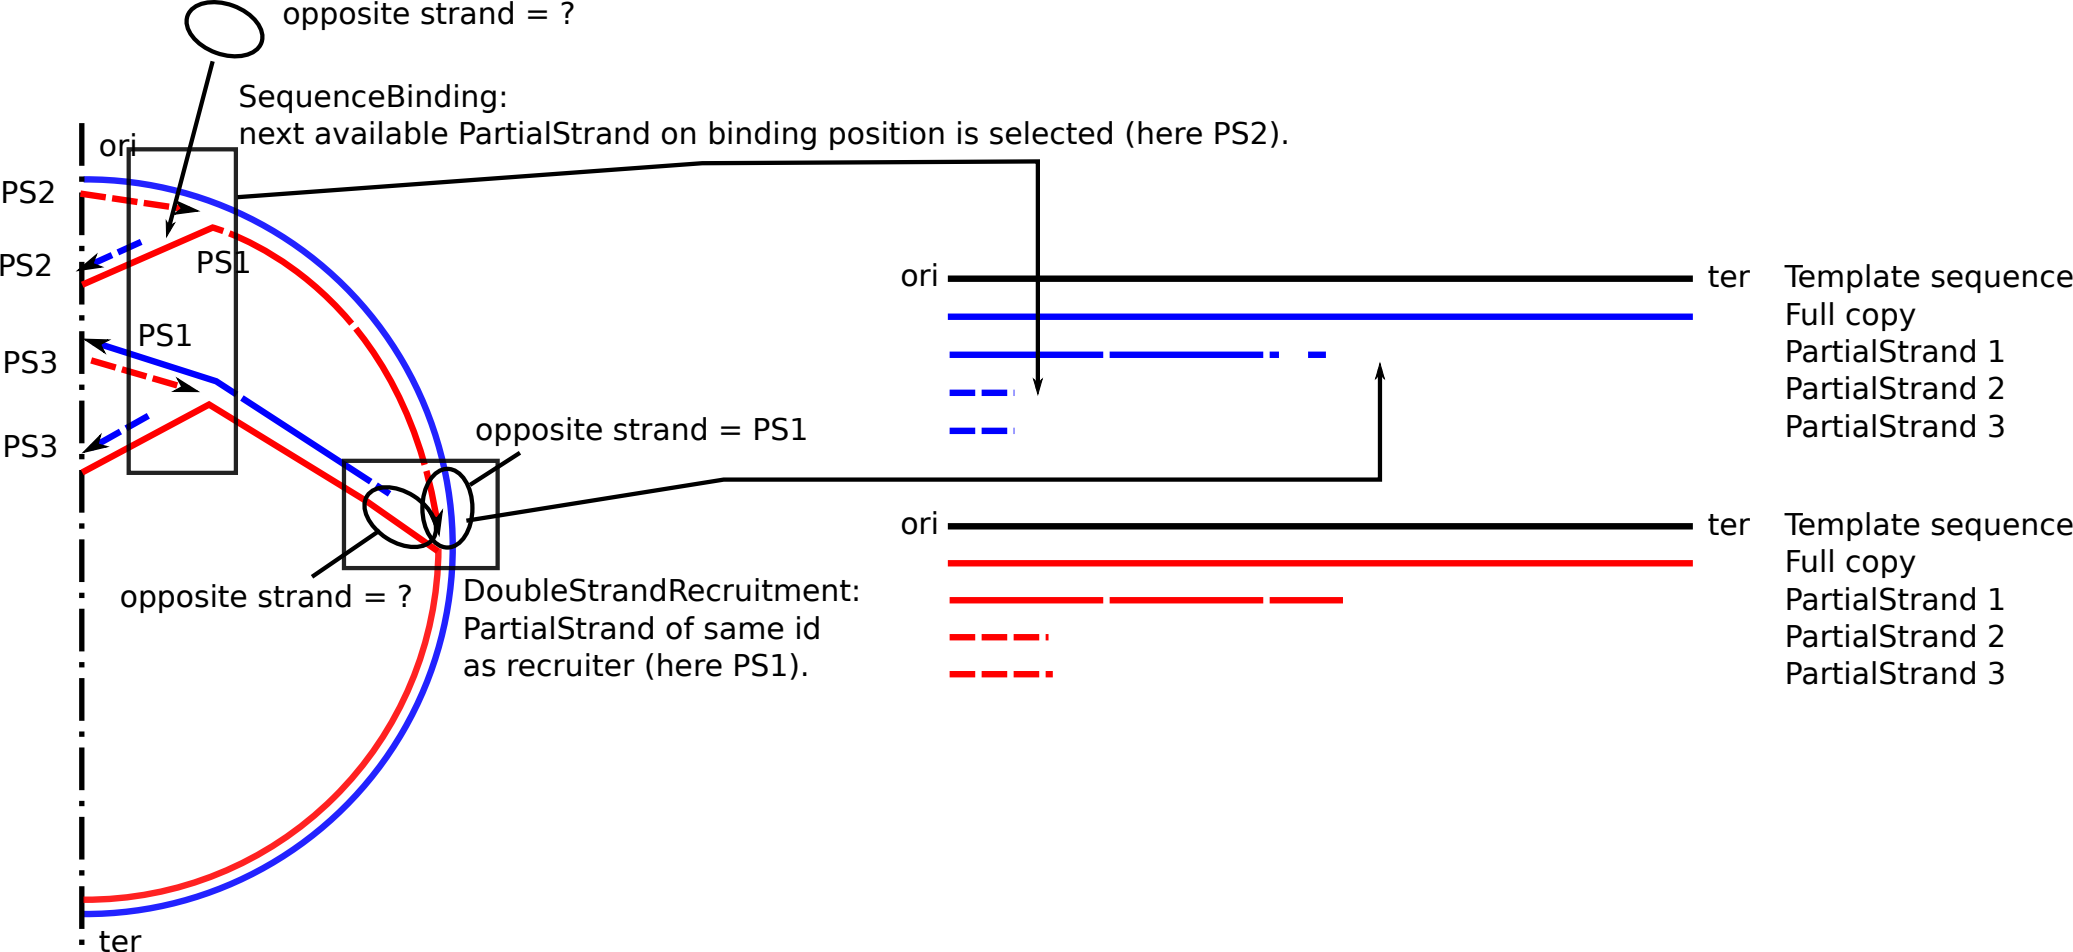 opposite strand = ?
SequenceBinding:
next available PartialStrand on binding position is selected (here PS2).
ori
PS2
PS2
PS1
PS1
PS3
PS3
opposite strand = PS1
opposite strand = ?
DoubleStrandRecruitment:
PartialStrand of same id
as recruiter (here PS1).
ter
ori ter Template sequence
Full copy
PartialStrand 1
PartialStrand 2
PartialStrand 3
ori ter Template sequence
Full copy
PartialStrand 1
PartialStrand 2
PartialStrand 3